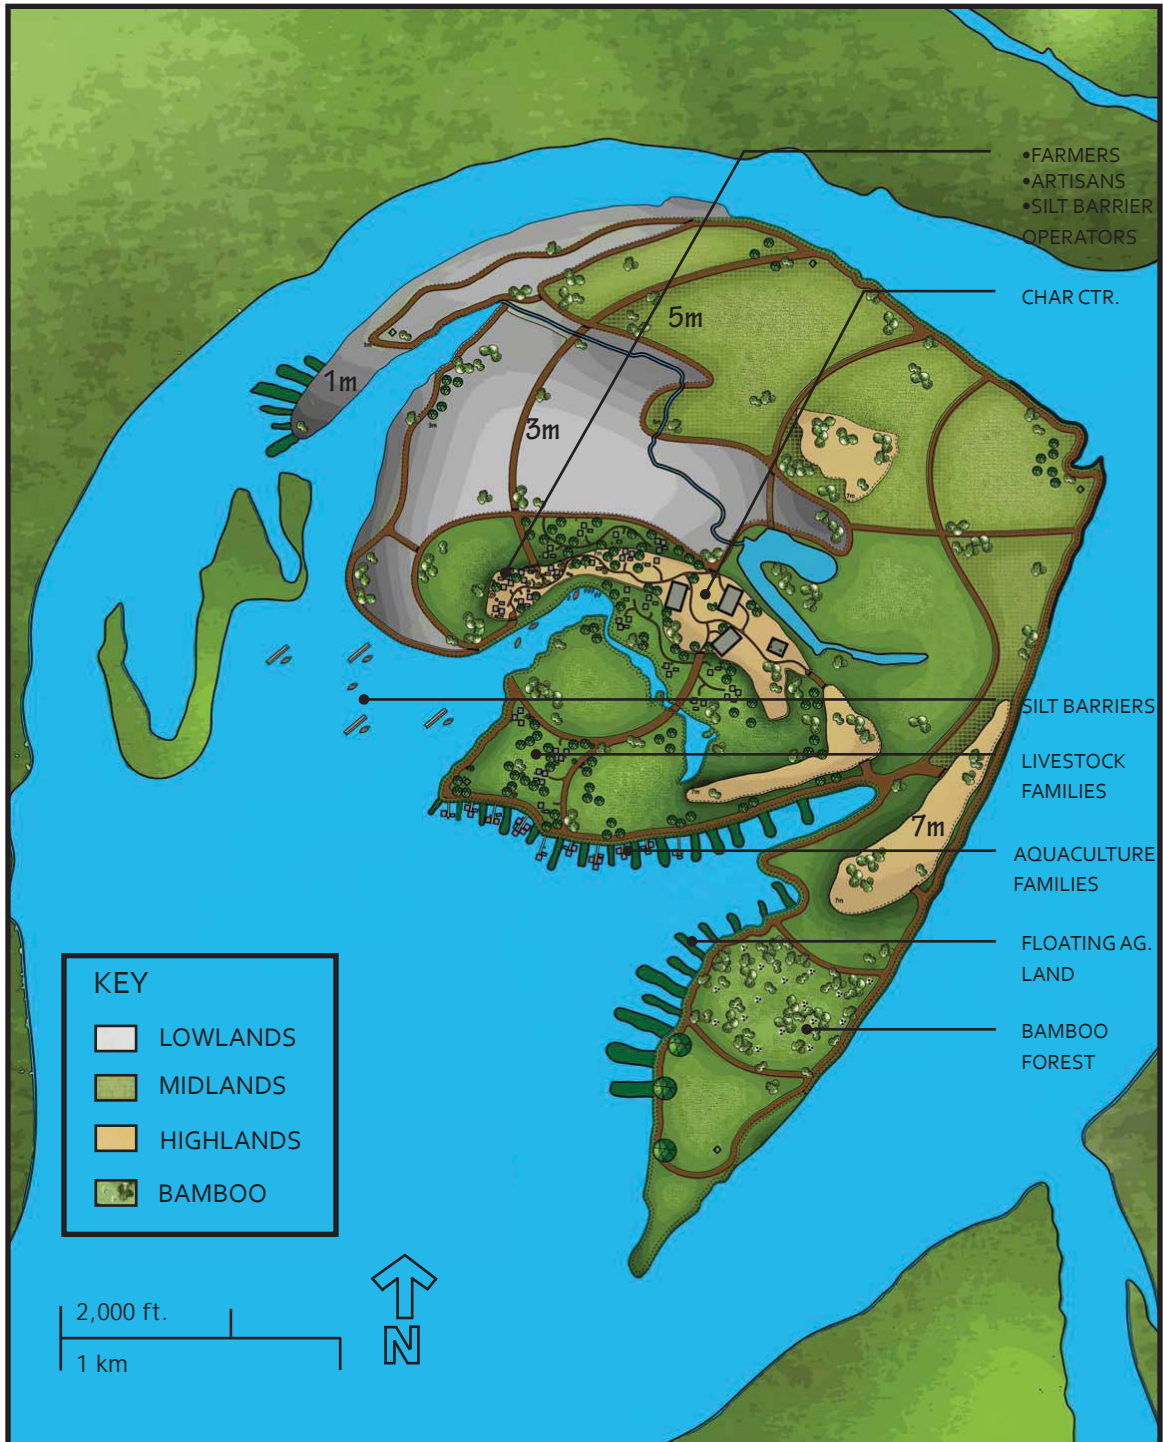 •FARMERS
•ARTISANS
•SILT BARRIER
OPERATORS
CHAR CTR.
5m
1m
3m
SILT BARRIERS
LIVESTOCK
FAMILIES
7m
AQUACULTURE
FAMILIES
FLOATING AG.
LAND
BAMBOO
FOREST
KEY
LOWLANDS
MIDLANDS
HIGHLANDS
BAMBOO
2,000 ft.
1 km
N